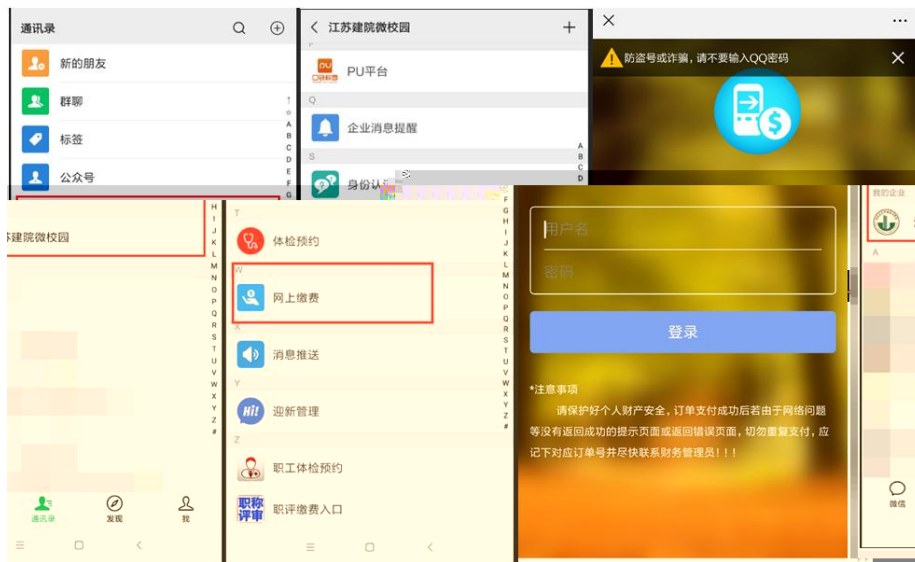 通讯录
新的朋友
群聊
标签
公众号
↑
☆
A
B
C
D
E
F
G
江苏建院微校园
PU
口袋校园
PU平台
Q
企业消息提醒
S
身份认
A
B
C
D
防盗号或诈骗，请不要输入QQ密码
建院微校园
H
I
J
K
L
M
N
O
P
Q
R
S
T
U
V
W
X
Y
Z
#
通讯录
发现
我
T
体检预约
W
网上缴费
X
消息推送
Y
Hi!
迎新管理
Z
职工体检预约
职称
评审
职评缴费入口
F
G
H
I
J
K
L
M
N
O
P
Q
R
S
T
U
V
W
X
Y
Z
#
用户名
密码
登录
*注意事项
请保护好个人财产安全，订单支付成功后若由于网络问题
等没有返回成功的提示页面或返回错误页面，切勿重复支付，应
记下对应订单号并尽快联系财务管理员！！！
我的企业
A
微信